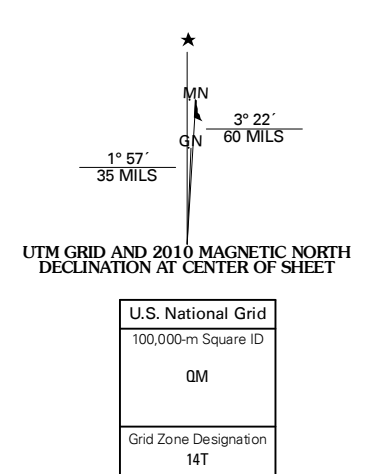 ★
MN
3° 22´
60 MILS
GN
1° 57´
35 MILS
UTM GRID AND 2010 MAGNETIC NORTH
DECLINATION AT CENTER OF SHEET
U.S. National Grid
100,000-m Square ID
QM
Grid Zone Designation
14T